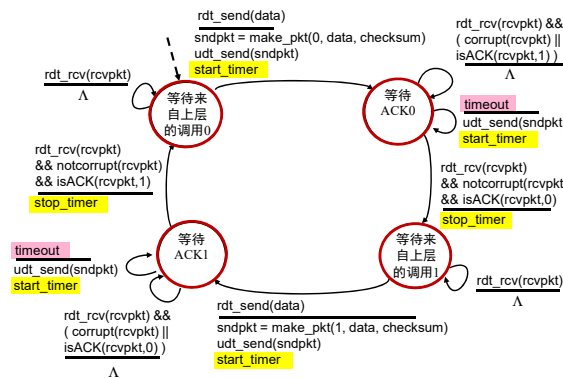 rdt_send(data)
sndpkt = make_pkt(0, data, checksum)
udt_send(sndpkt)
start_timer
rdt_rcv(rcvpkt) &&
( corrupt(rcvpkt) ||
isACK(rcvpkt,1) )
Λ
rdt_rcv(rcvpkt)
Λ
等待来
自上层
的调用0
等待
ACK0
timeout
udt_send(sndpkt
start_timer
rdt_rcv(rcvpkt)
&& notcorrupt(rcvpkt)
&& isACK(rcvpkt,1)
stop_timer
rdt_rcv(rcvpkt)
&& notcorrupt(rcvpkt
&& isACK(rcvpkt,0)
stop_timer
timeout
udt_send(sndpkt)
start_timer
等待
ACK1
等待来
自上层
的调用1
rdt_rcv(rcvpkt)
Λ
rdt_rcv(rcvpkt) &&
( corrupt(rcvpkt) ||
isACK(rcvpkt,0) )
Λ
rdt_send(data)
sndpkt = make_pkt(1, data, checksum)
udt_send(sndpkt)
start_timer